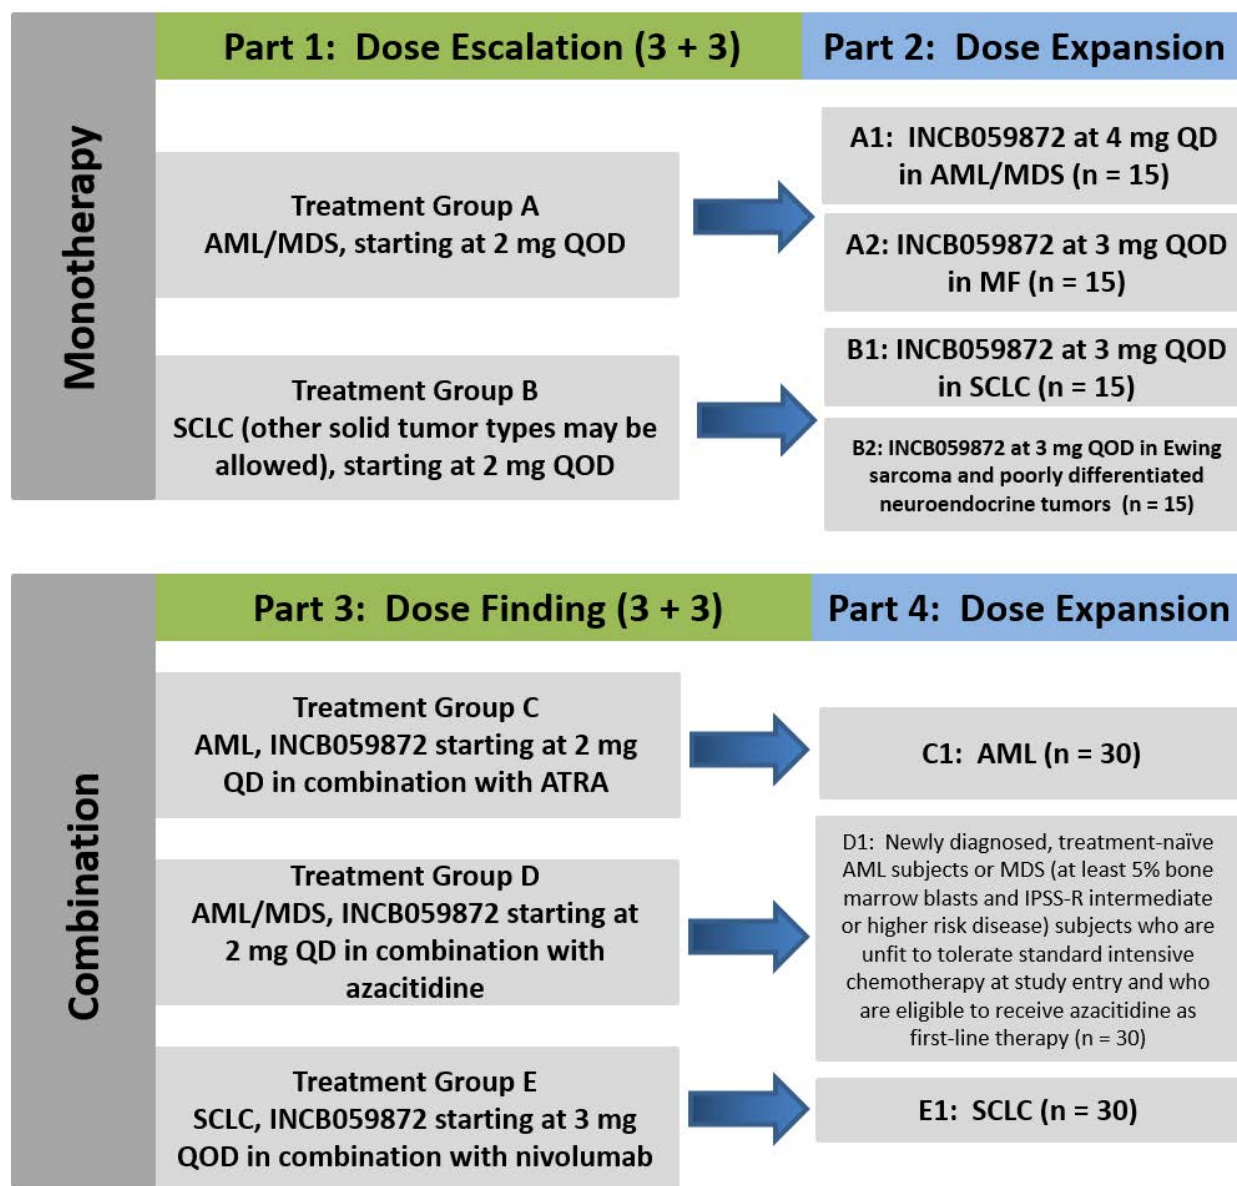 Part 1: Dose Escalation (3 + 3)
Part 2: Dose Expansion
Monotherapy
Treatment Group A
AML/MDS, starting at 2 mg QOD
A1: INCB059872 at 4 mg QD
in AML/MDS (n = 15)
A2: INCB059872 at 3 mg QOD
in MF (n = 15)
Treatment Group B
SCLC (other solid tumor types may be
allowed), starting at 2 mg QOD
B1: INCB059872 at 3 mg QOD
in SCLC (n = 15)
B2: INCB059872 at 3 mg QOD in Ewing
sarcoma and poorly differentiated
neuroendocrine tumors (n = 15)
Part 3: Dose Finding (3 + 3)
Part 4: Dose Expansion
Combination
Treatment Group C
AML, INCB059872 starting at 2 mg
QD in combination with ATRA
C1: AML (n = 30)
Treatment Group D
AML/MDS, INCB059872 starting at
2 mg QD in combination with
azacitidine
D1: Newly diagnosed, treatment-naïve
AML subjects or MDS (at least 5% bone
marrow blasts and IPSS-R intermediate
or higher risk disease) subjects who are
unfit to tolerate standard intensive
chemotherapy at study entry and who
are eligible to receive azacitidine as
first-line therapy (n = 30)
Treatment Group E
SCLC, INCB059872 starting at 3 mg
QOD in combination with nivolumab
E1: SCLC (n = 30)